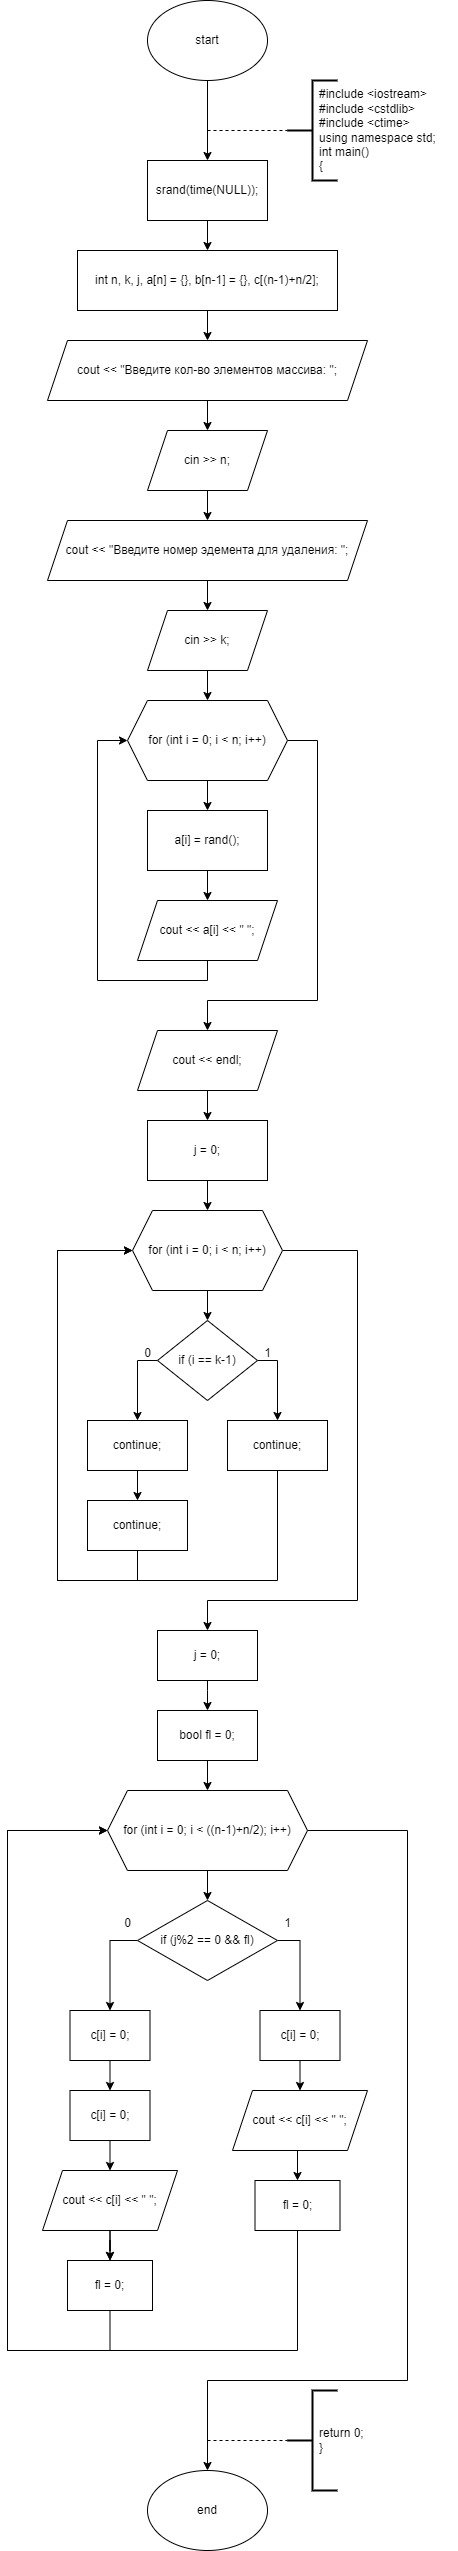 start
#include <iostream>
#include <cstdlib>
#include <ctime>
using namespace std;
int main()
{
srand(time(NULL));
int n, k, j, a[n] = {}, b[n-1] = {}, c[(n-1)+n/2];
cout << "Введите кол-во элементов массива: ";
cin >> n;
cout << "Введите номер эдемента для удаления: ";
cin >> k;
for (int i = 0; i < n; i++)
a[i] = rand();
cout << a[i] << " ";
cout << endl;
j = 0;
for (int i = 0; i < n; i++)
if (i == k-1)
0
1
continue;
continue;
continue;
j = 0;
bool fl = 0;
for (int i = 0; i < ((n-1)+n/2); i++)
0
1
if (j%2 == 0 && fl)
c[i] = 0;
c[i] = 0;
c[i] = 0;
cout << c[i] << " ";
cout << c[i] << " ";
fl = 0;
fl = 0;
return 0;
}
end